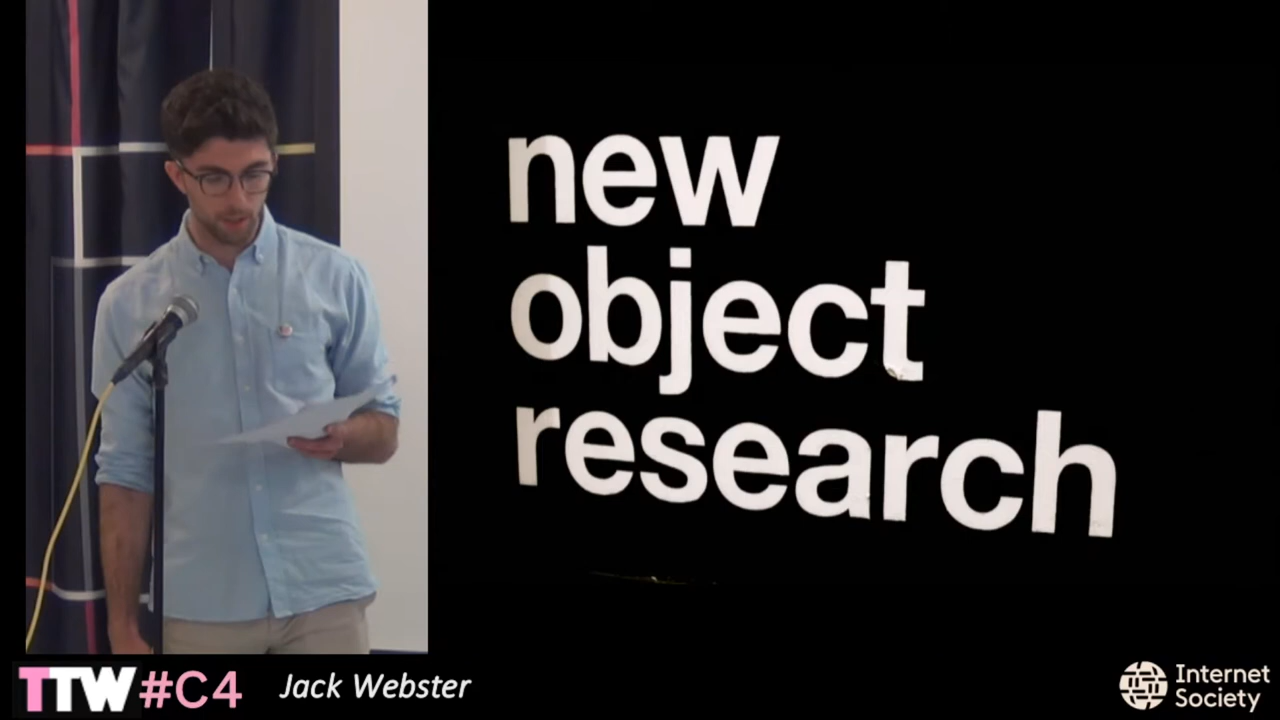 new
object
research
TTW #C4
Jack Webster
Internet
Society